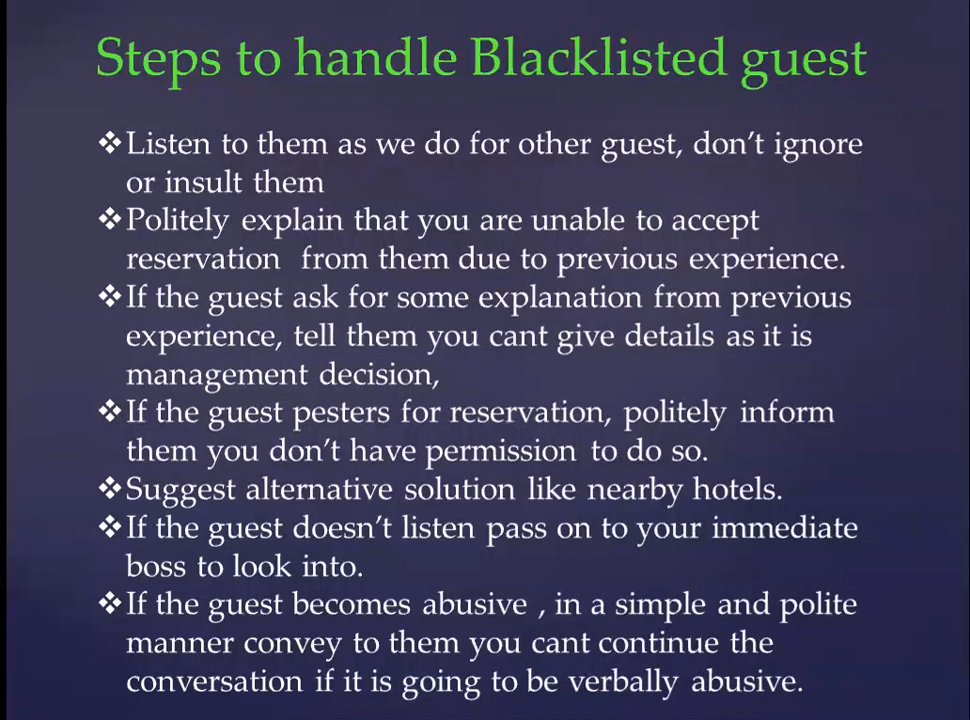 Steps to handle Blacklisted guest
❖Listen to them as we do for other guest, don’t ignore
or insult them
❖Politely explain that you are unable to accept
reservation from them due to previous experience.
❖If the guest ask for some explanation from previous
experience, tell them you cant give details as it is
management decision,
❖If the guest pesters for reservation, politely inform
them you don’t have permission to do so.
❖Suggest alternative solution like nearby hotels.
❖If the guest doesn’t listen pass on to your immediate
boss to look into.
❖If the guest becomes abusive , in a simple and polite
manner convey to them you cant continue the
conversation if it is going to be verbally abusive.